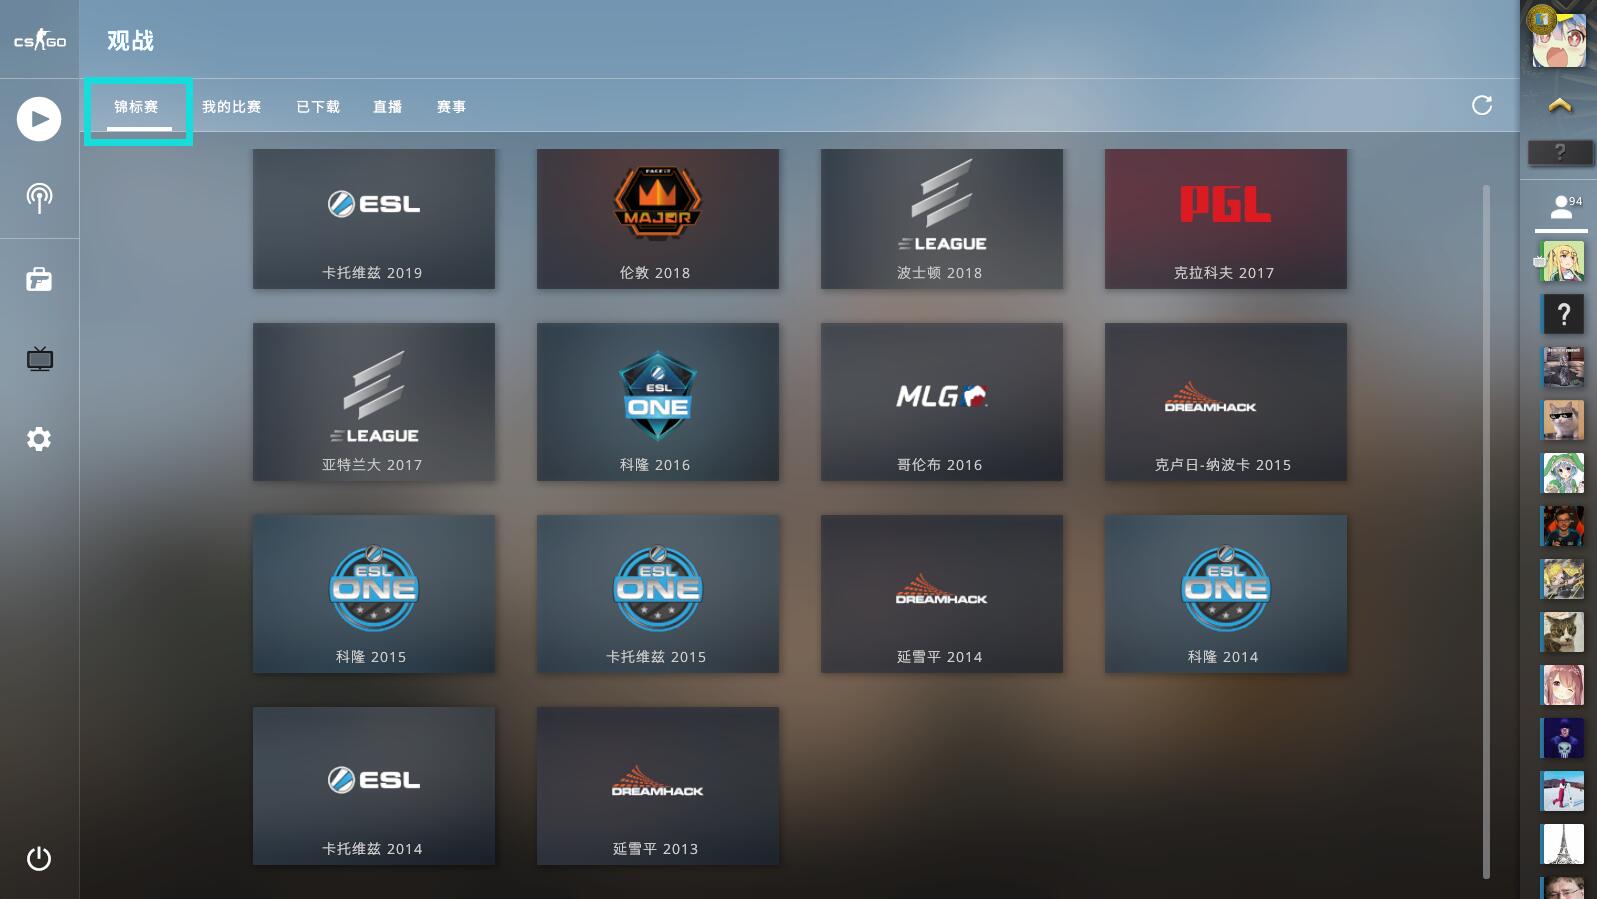 CS GO
观战
锦标赛
我的比赛
已下载
直播
赛事
ESL
卡托维兹 2019
FACEIT
MAJOR
伦敦 2018
ELEAGUE
波士顿 2018
PGL
克拉科夫 2017
?
94
ELEAGUE
亚特兰大 2017
ESL
ONE
科隆 2016
MLG
哥伦布 2016
DREAMHACK
克卢日-纳波卡 2015
?
ESL
ONE
科隆 2015
ESL
ONE
卡托维兹 2015
DREAMHACK
延雪平 2014
ESL
ONE
科隆 2014
ESL
卡托维兹 2014
DREAMHACK
延雪平 2013